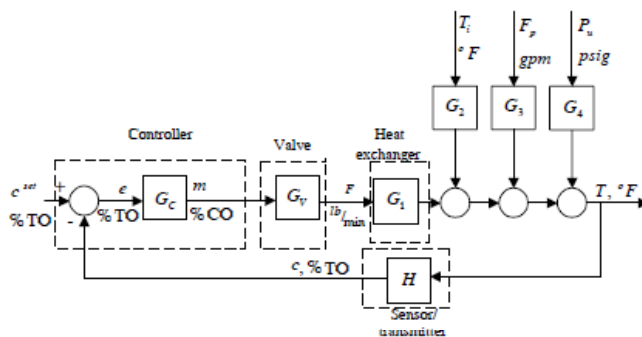 T_i
°F
F_p
gpm
P_u
psig
G_2
G_3
G_4
Controller
Valve
Heat
exchanger
c^set
+
% TO
-
e
% TO
G_C
m
% CO
G_V
F
lb/min
G_1
T, °F
c, % TO
H
Sensor/
transmitter